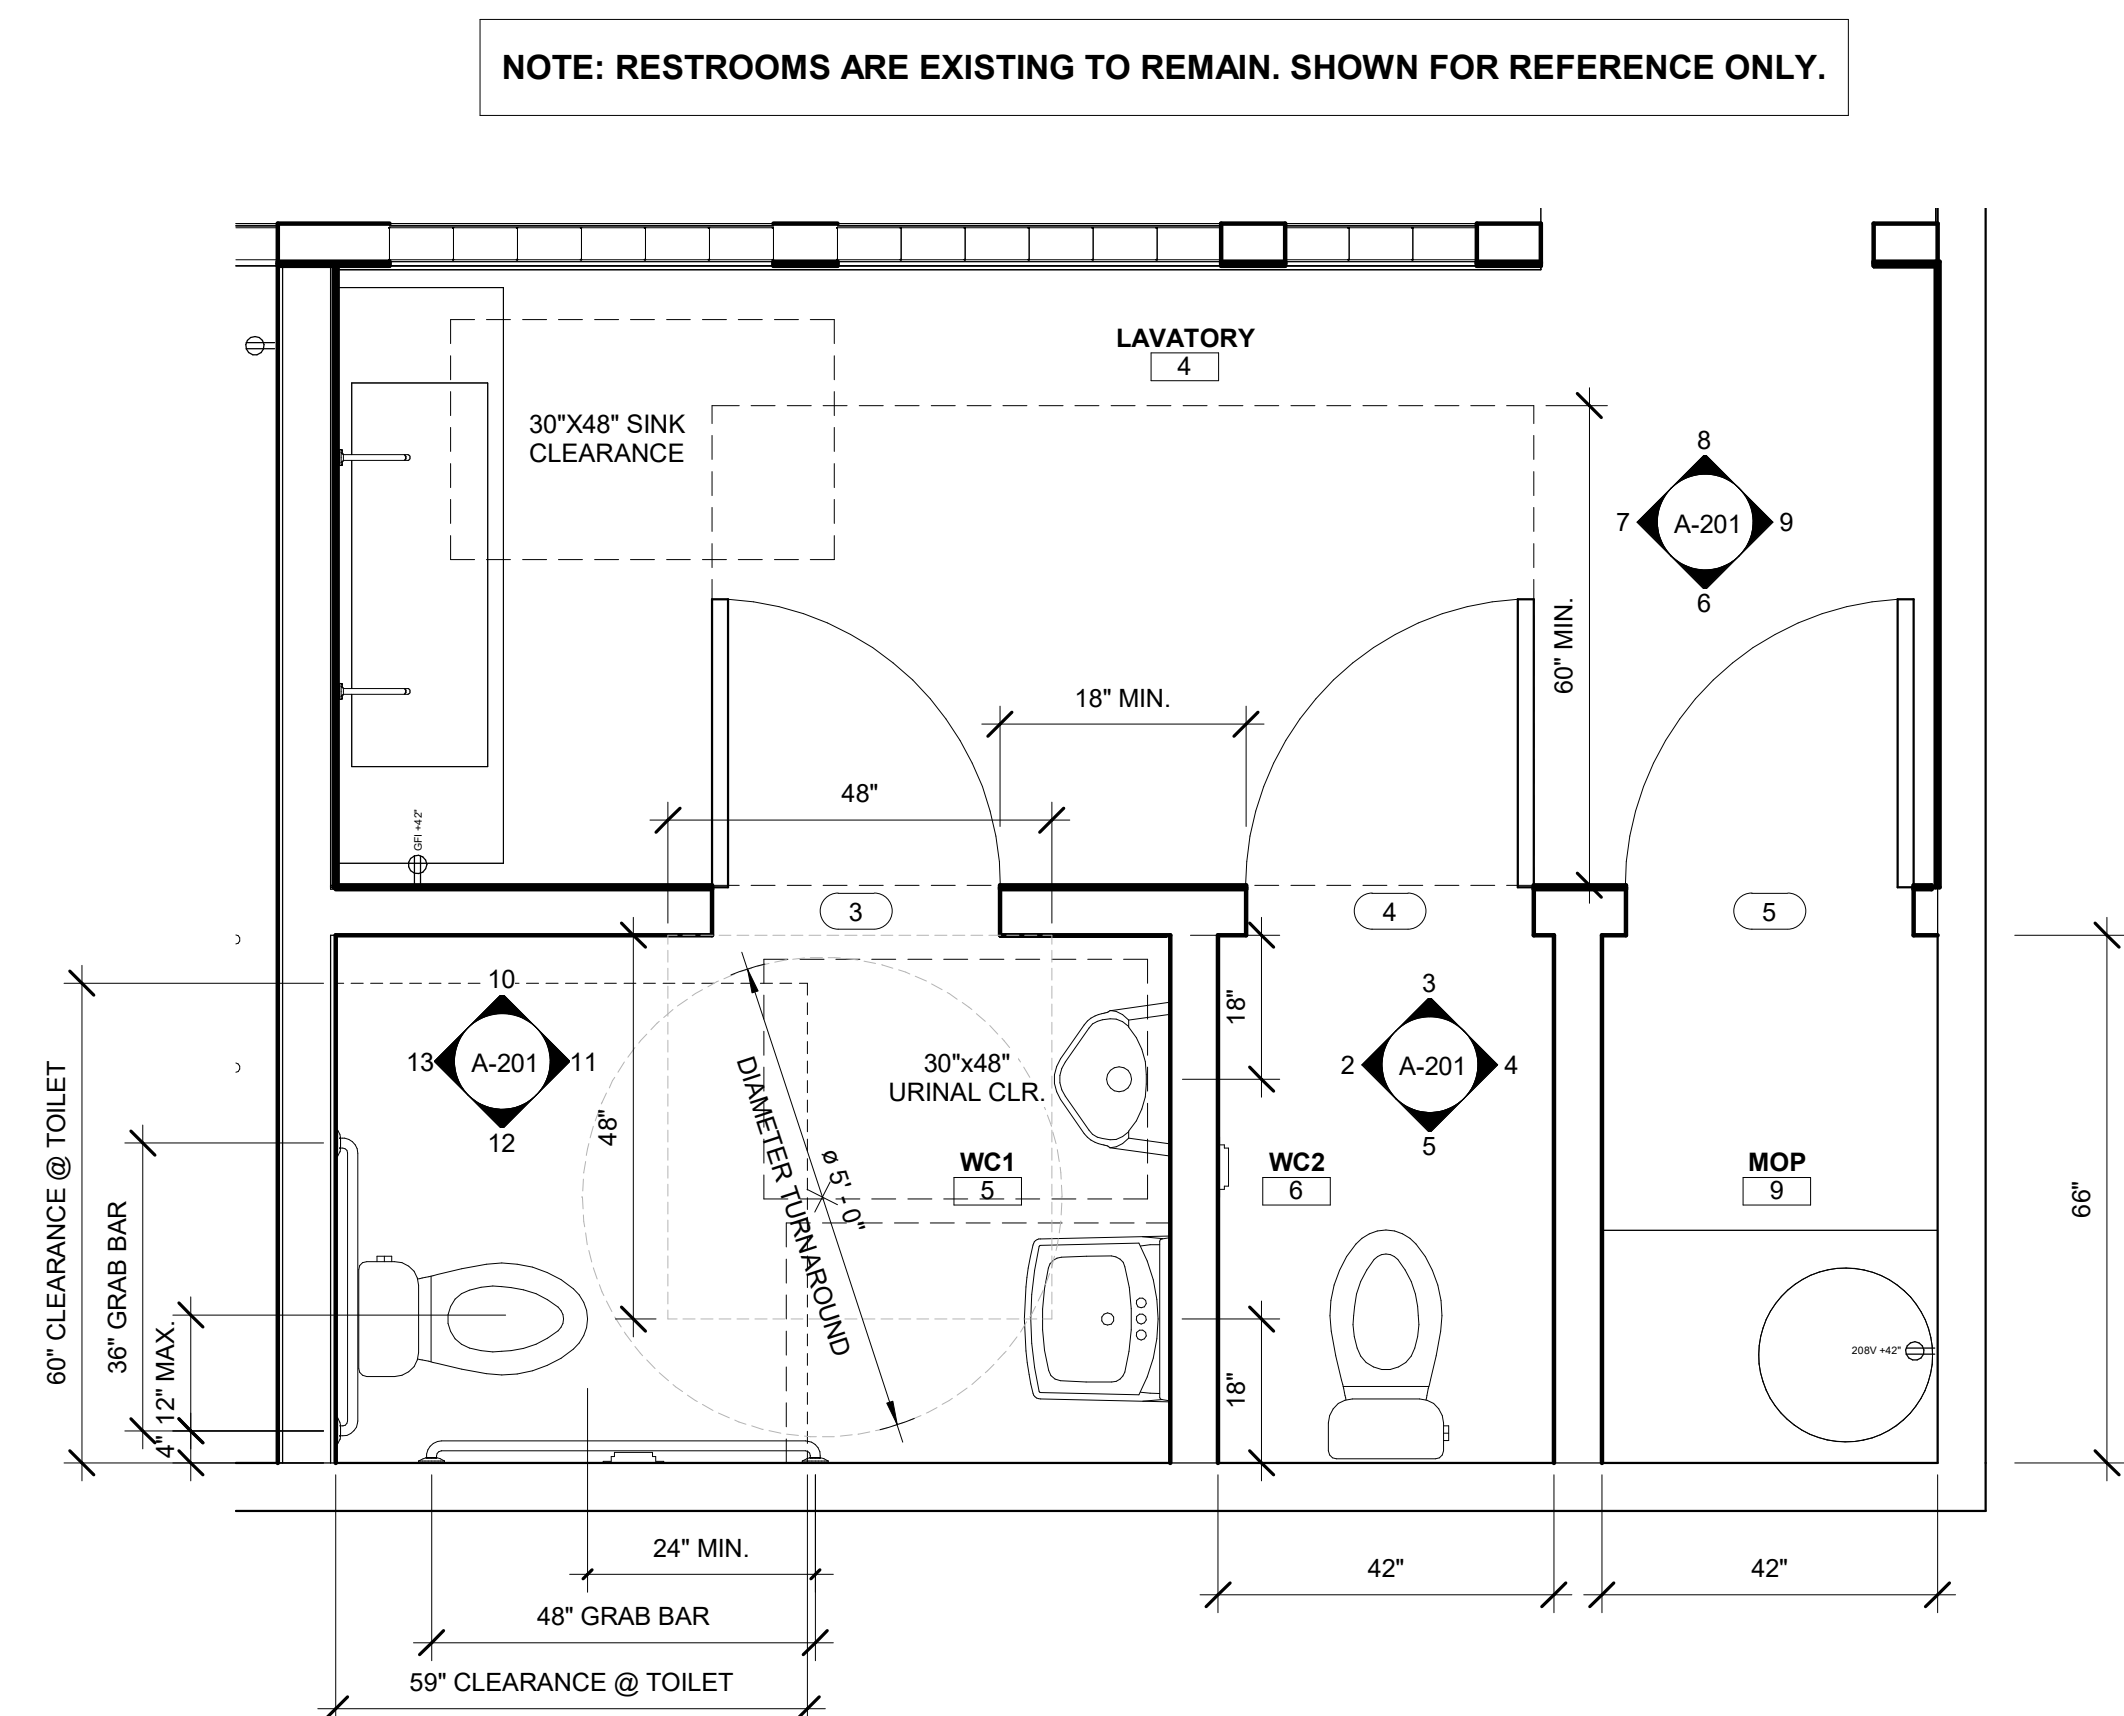 NOTE: RESTROOMS ARE EXISTING TO REMAIN. SHOWN FOR REFERENCE ONLY.
LAVATORY
4
30"X48" SINK
CLEARANCE
8
7
A-201
9
6
60" MIN.
18" MIN.
48"
GFI +42"
3
4
5
10
13
A-201
11
12
48"
30"x48"
URINAL CLR.
18"
3
2
A-201
4
5
DIAMETER TURNAROUND
ø 5' -0"
WC1
5
WC2
6
MOP
9
66"
60" CLEARANCE @ TOILET
36" GRAB BAR
12" MAX.
4"
18"
208V +42"
24" MIN.
48" GRAB BAR
59" CLEARANCE @ TOILET
42"
42"